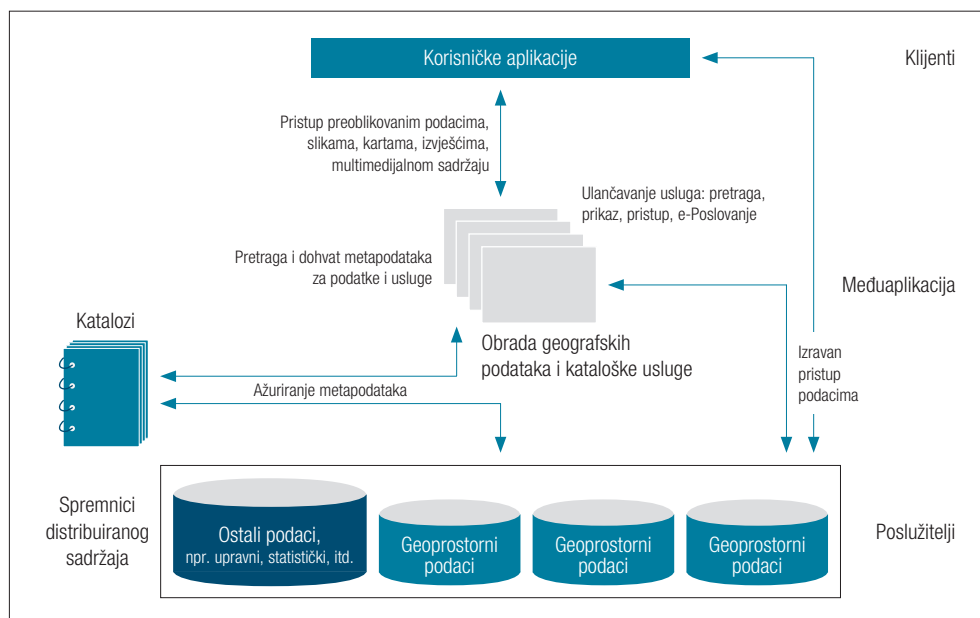 Korisničke aplikacije
Klijenti
Pristup preoblikovanim podacima,
slikama, kartama, izvješćima,
multimedijalnom sadržaju
Ulančavanje usluga: pretraga,
prikaz, pristup, e-Poslovanje
Pretraga i dohvat metapodataka
za podatke i usluge
Međuaplikacija
Katalozi
Obrada geografskih
podataka i kataloške usluge
Izravan
pristup
podacima
Ažuriranje metapodataka
Spremnici
distribuiranog
sadržaja
Ostali podaci,
npr. upravni, statistički, itd.
Geoprostorni
podaci
Geoprostorni
podaci
Geoprostorni
podaci
Poslužitelji